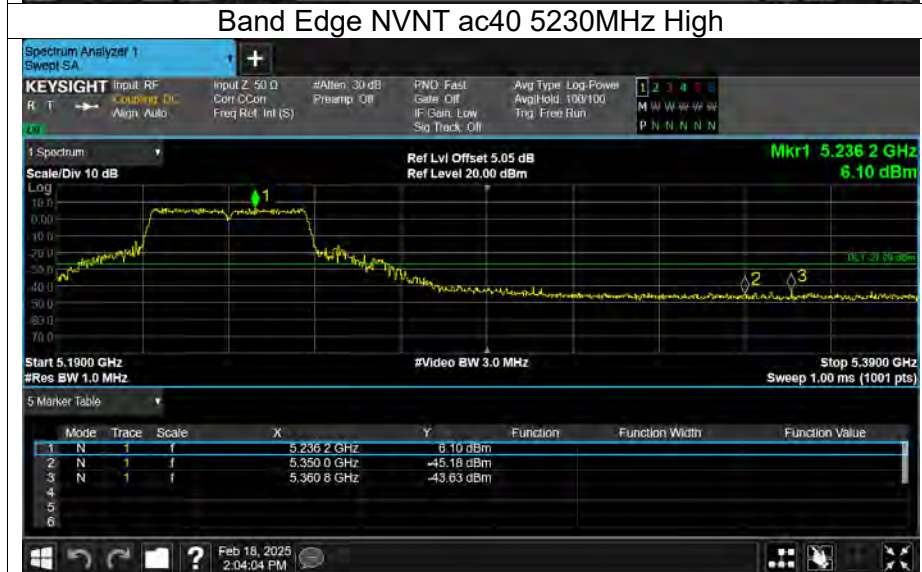 Band Edge NVNT ac40 5230MHz High
Spectrum Analyzer 1
Swept SA
+
KEYSIGHT Input: RF
R T Coupling: DC
Align: Auto
Input Z: 50 Ω
Corr CCorr
Freq Ref: Int (S)
#Atten: 30 dB
Preamp: Off
PNO: Fast
Gate: Off
IF Gain: Low
Sig Track: Off
Avg Type: Log-Power
Avg|Hold: 100/100
Trig: Free Run
1 2 3 4 5 6
M W W W W W
P N N N N N
1 Spectrum
Scale/Div 10 dB
Ref Lvl Offset 5.05 dB
Ref Level 20.00 dBm
Mkr1 5.236 2 GHz
6.10 dBm
Log
10.0
0.00
-10.0
-20.0
-30.0
-40.0
-50.0
-60.0
-70.0
1
2
3
Start 5.1900 GHz
#Res BW 1.0 MHz
#Video BW 3.0 MHz
Stop 5.3900 GHz
Sweep 1.00 ms (1001 pts)
5 Marker Table
Mode Trace Scale X Y Function Function Width Function Value
1 N 1 f 5.236 2 GHz 6.10 dBm
2 N 1 f 5.350 0 GHz -45.18 dBm
3 N 1 f 5.360 8 GHz -43.63 dBm
4
5
6
?
Feb 18, 2025
2:04:04 PM